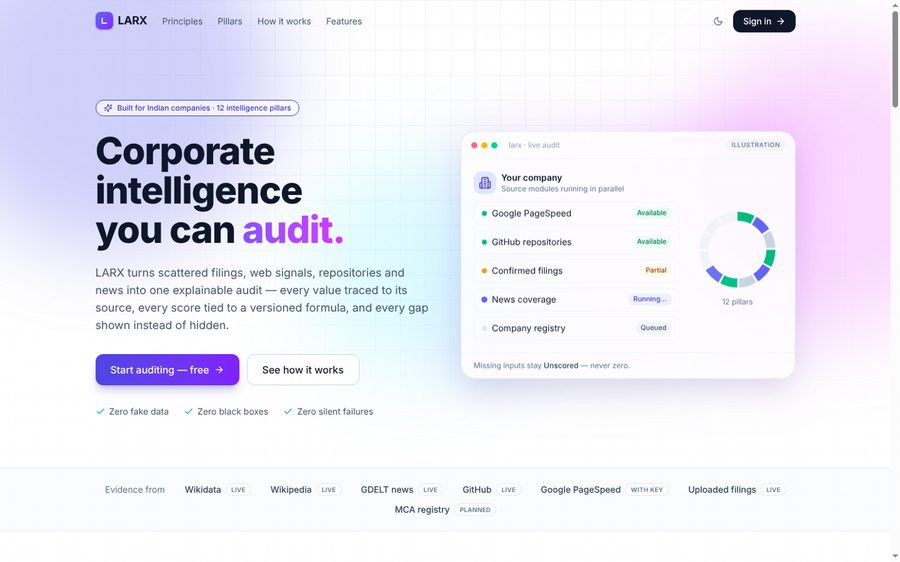 LARX
Principles
Pillars
How it works
Features
Sign in
Built for Indian companies · 12 intelligence pillars
Corporate
intelligence
you can audit.
LARX turns scattered filings, web signals, repositories and
news into one explainable audit — every value traced to its
source, every score tied to a versioned formula, and every gap
shown instead of hidden.
Start auditing — free
See how it works
Zero fake data
Zero black boxes
Zero silent failures
larx · live audit
ILLUSTRATION
Your company
Source modules running in parallel
Google PageSpeed Available
GitHub repositories Available
Confirmed filings Partial
News coverage Running...
Company registry Queued
12 pillars
Missing inputs stay Unscored — never zero.
Evidence from
Wikidata LIVE
Wikipedia LIVE
GDELT news LIVE
GitHub LIVE
Google PageSpeed WITH KEY
Uploaded filings LIVE
MCA registry PLANNED